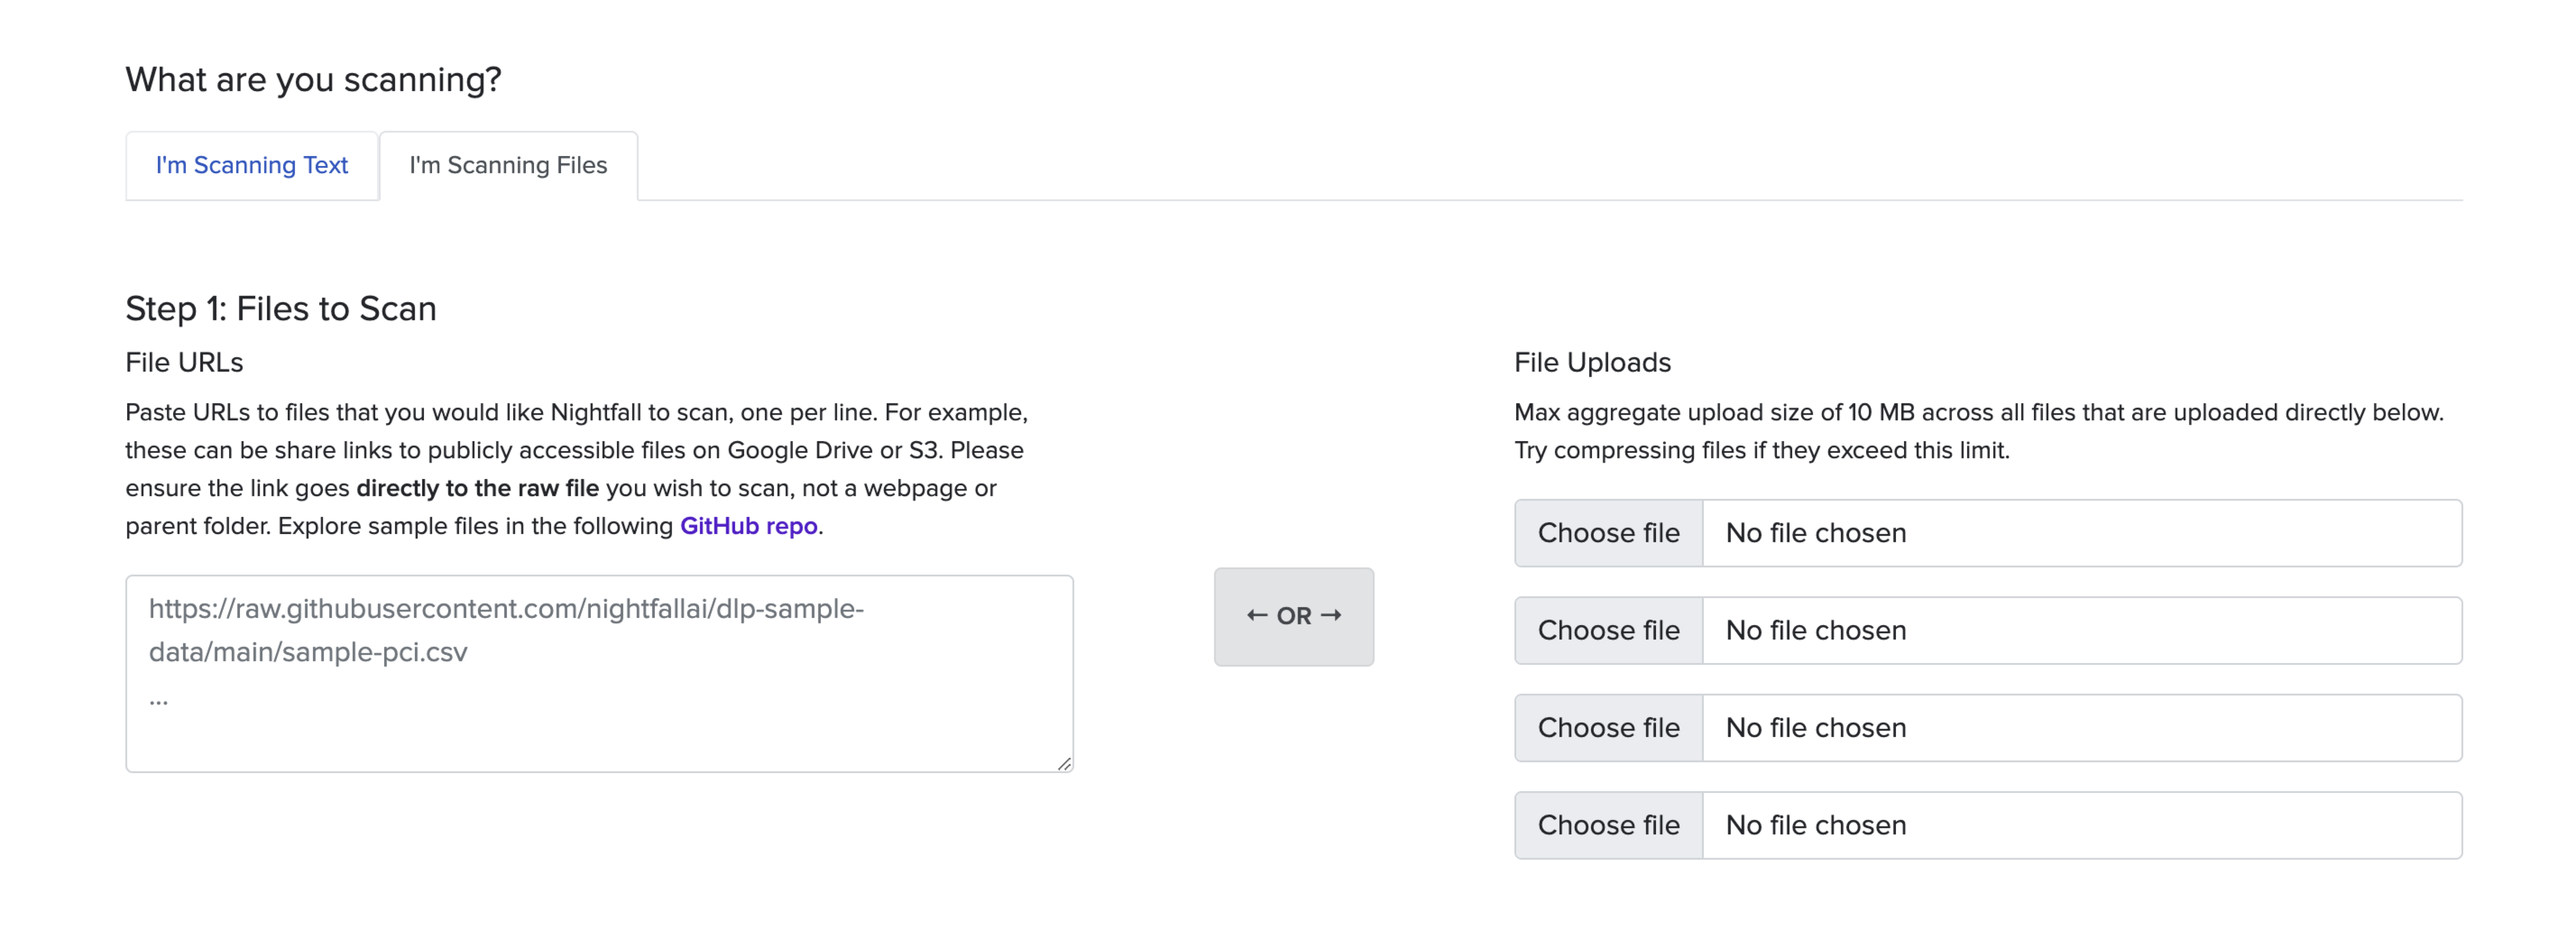 What are you scanning?
I'm Scanning Text
I'm Scanning Files
Step 1: Files to Scan
File URLs
Paste URLs to files that you would like Nightfall to scan, one per line. For example,
these can be share links to publicly accessible files on Google Drive or S3. Please
ensure the link goes directly to the raw file you wish to scan, not a webpage or
parent folder. Explore sample files in the following GitHub repo.
https://raw.githubusercontent.com/nightfallai/dlp-sample-
data/main/sample-pci.csv
...
← OR →
File Uploads
Max aggregate upload size of 10 MB across all files that are uploaded directly below.
Try compressing files if they exceed this limit.
Choose file No file chosen
Choose file No file chosen
Choose file No file chosen
Choose file No file chosen